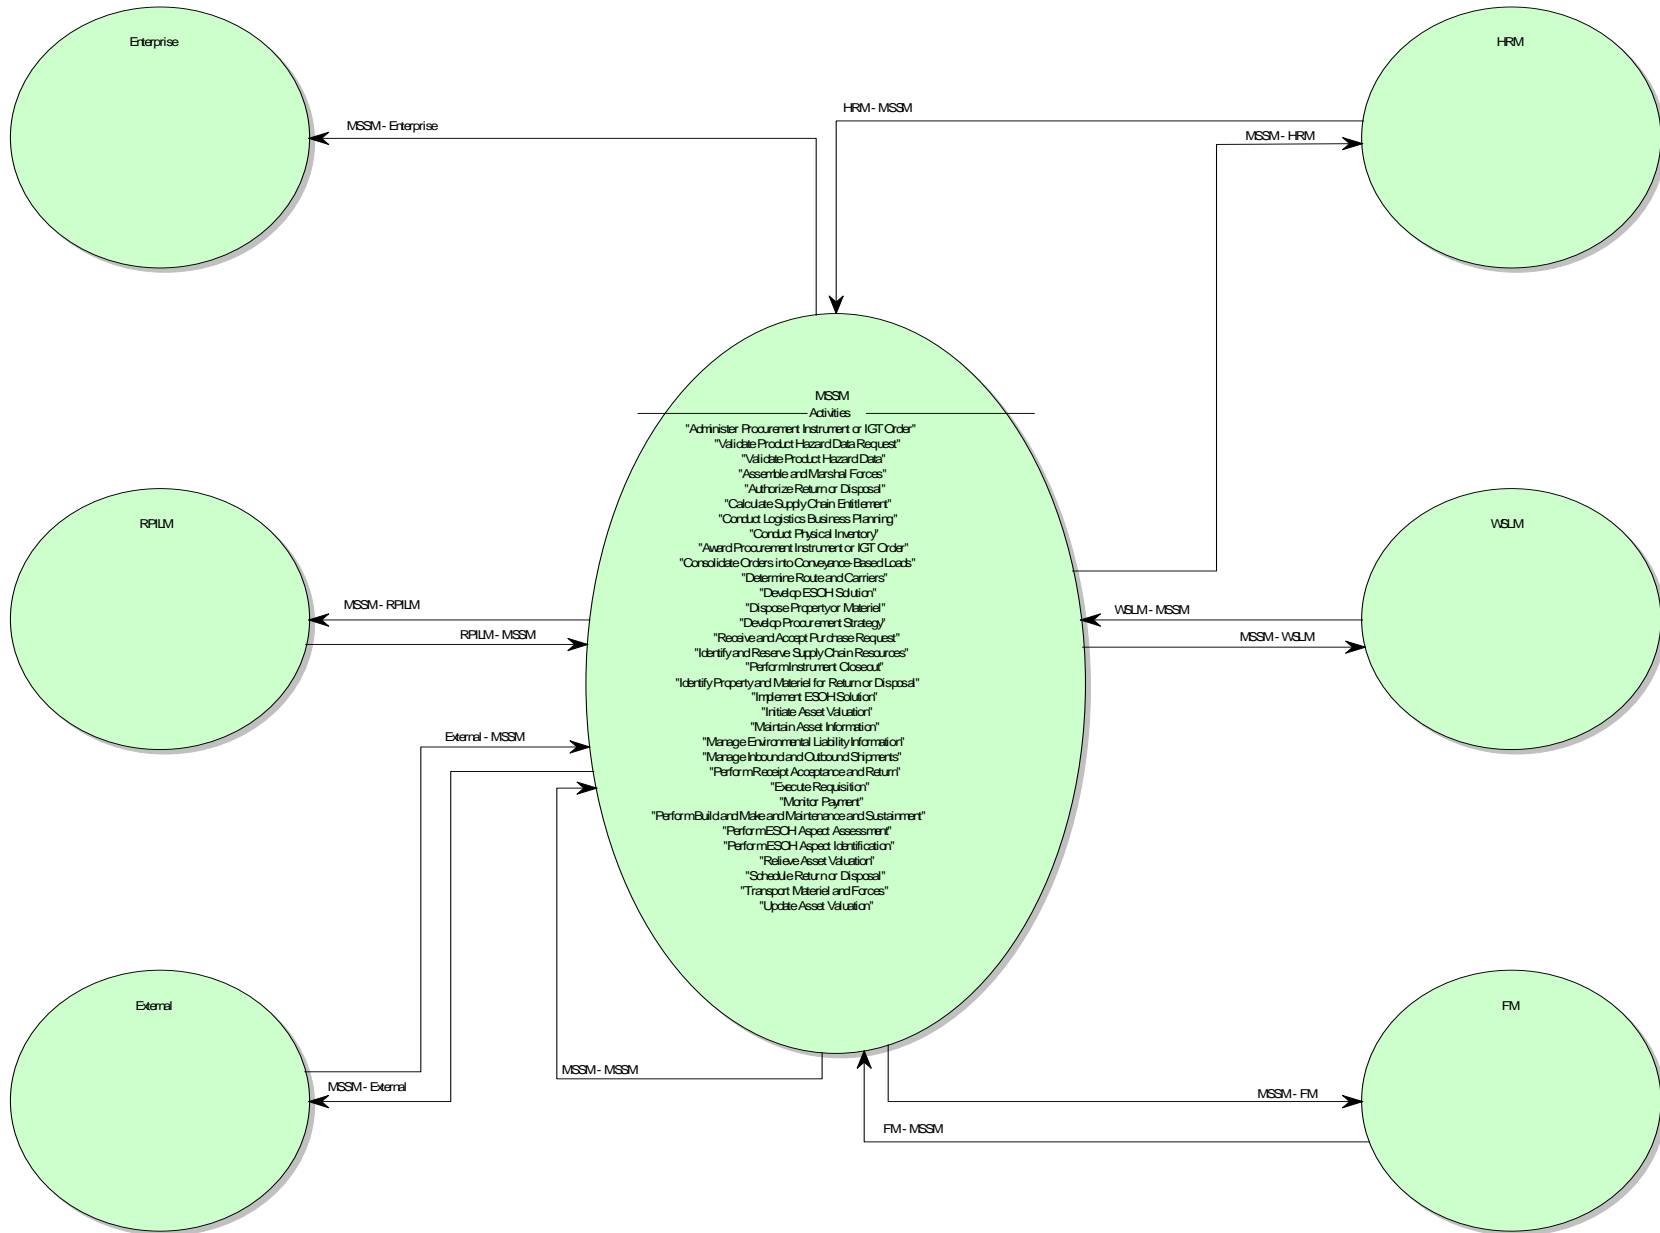 Enterprise
HRM
HRM - MSSM
MSSM - Enterprise
MSSM - HRM
MSSM
Activities
"Administer Procurement Instrument or IGT Order"
"Validate Product Hazard Data Request"
"Validate Product Hazard Data"
"Assemble and Marshal Forces"
"Authorize Return or Disposal"
"Calculate Supply Chain Entitlement"
"Conduct Logistics Business Planning"
"Conduct Physical Inventory"
"Award Procurement Instrument or IGT Order"
"Consolidate Orders into Conveyance-Based Loads"
"Determine Route and Carriers"
"Develop ESOH Solution"
"Dispose Property or Materiel"
"Develop Procurement Strategy"
"Receive and Accept Purchase Request"
"Identify and Reserve Supply Chain Resources"
"Perform Instrument Closeout"
"Identify Property and Materiel for Return or Disposal"
"Implement ESOH Solution"
"Initiate Asset Valuation"
"Maintain Asset Information"
"Manage Environmental Liability Information"
"Manage Inbound and Outbound Shipments"
"Perform Receipt Acceptance and Return"
"Execute Requisition"
"Monitor Payment"
"Perform Build and Make and Maintenance and Sustainment"
"Perform ESOH Aspect Assessment"
"Perform ESOH Aspect Identification"
"Relieve Asset Valuation"
"Schedule Return or Disposal"
"Transport Materiel and Forces"
"Update Asset Valuation"
RPILM
WSLM
MSSM - RPILM
WSLM - MSSM
RPILM - MSSM
MSSM - WSLM
External - MSSM
External
FM
MSSM - MSSM
MSSM - External
MSSM - FM
FM - MSSM